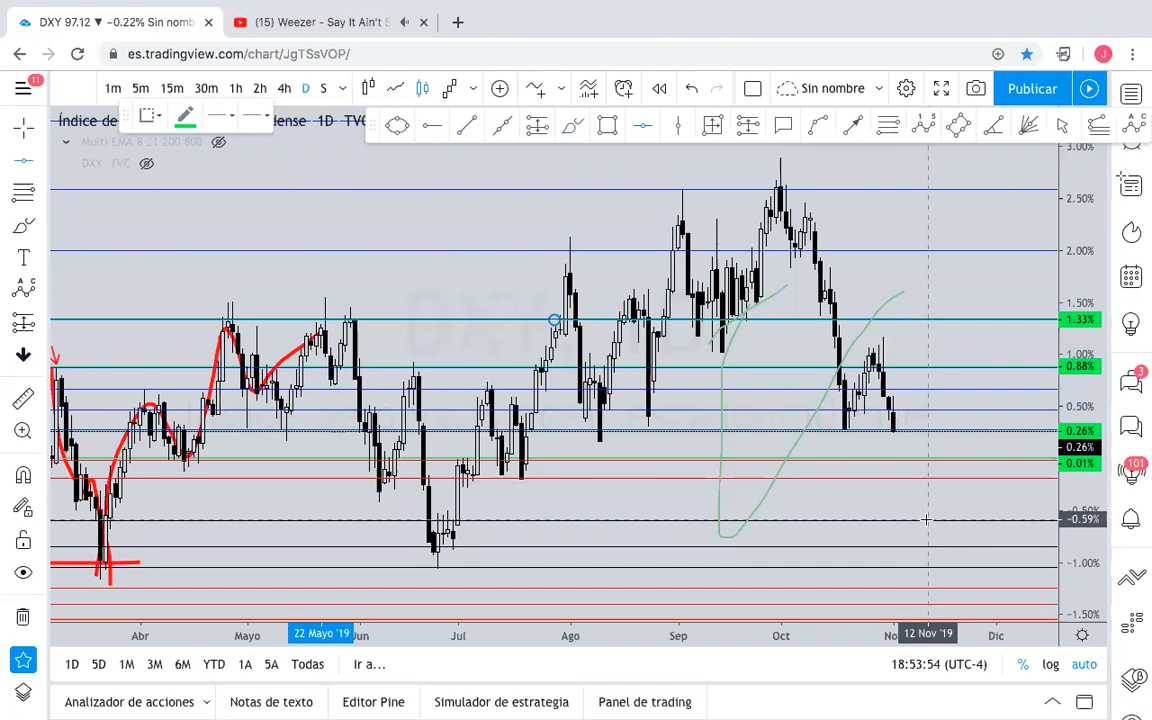 DXY 97.12 ▼ −0.22% Sin nomb
(15) Weezer - Say It Ain't S
es.tradingview.com/chart/JgTSsVOP/
J
11
1m 5m 15m 30m 1h 2h 4h D S
Sin nombre
Publicar
Índice de
dense 1D TVC
Multi EMA 8 21 200 800
DXY TVC
3.00%
2.50%
2.00%
1.50%
1.33%
1.00%
0.88%
0.50%
0.26%
0.26%
0.01%
−0.50%
−0.59%
−1.00%
−1.50%
3
101
T
Abr Mayo 22 Mayo '19 Jun Jul Ago Sep Oct No 12 Nov '19 Dic
1D 5D 1M 3M 6M YTD 1A 5A Todas Ir a... 18:53:54 (UTC-4) % log auto
Analizador de acciones Notas de texto Editor Pine Simulador de estrategia Panel de trading